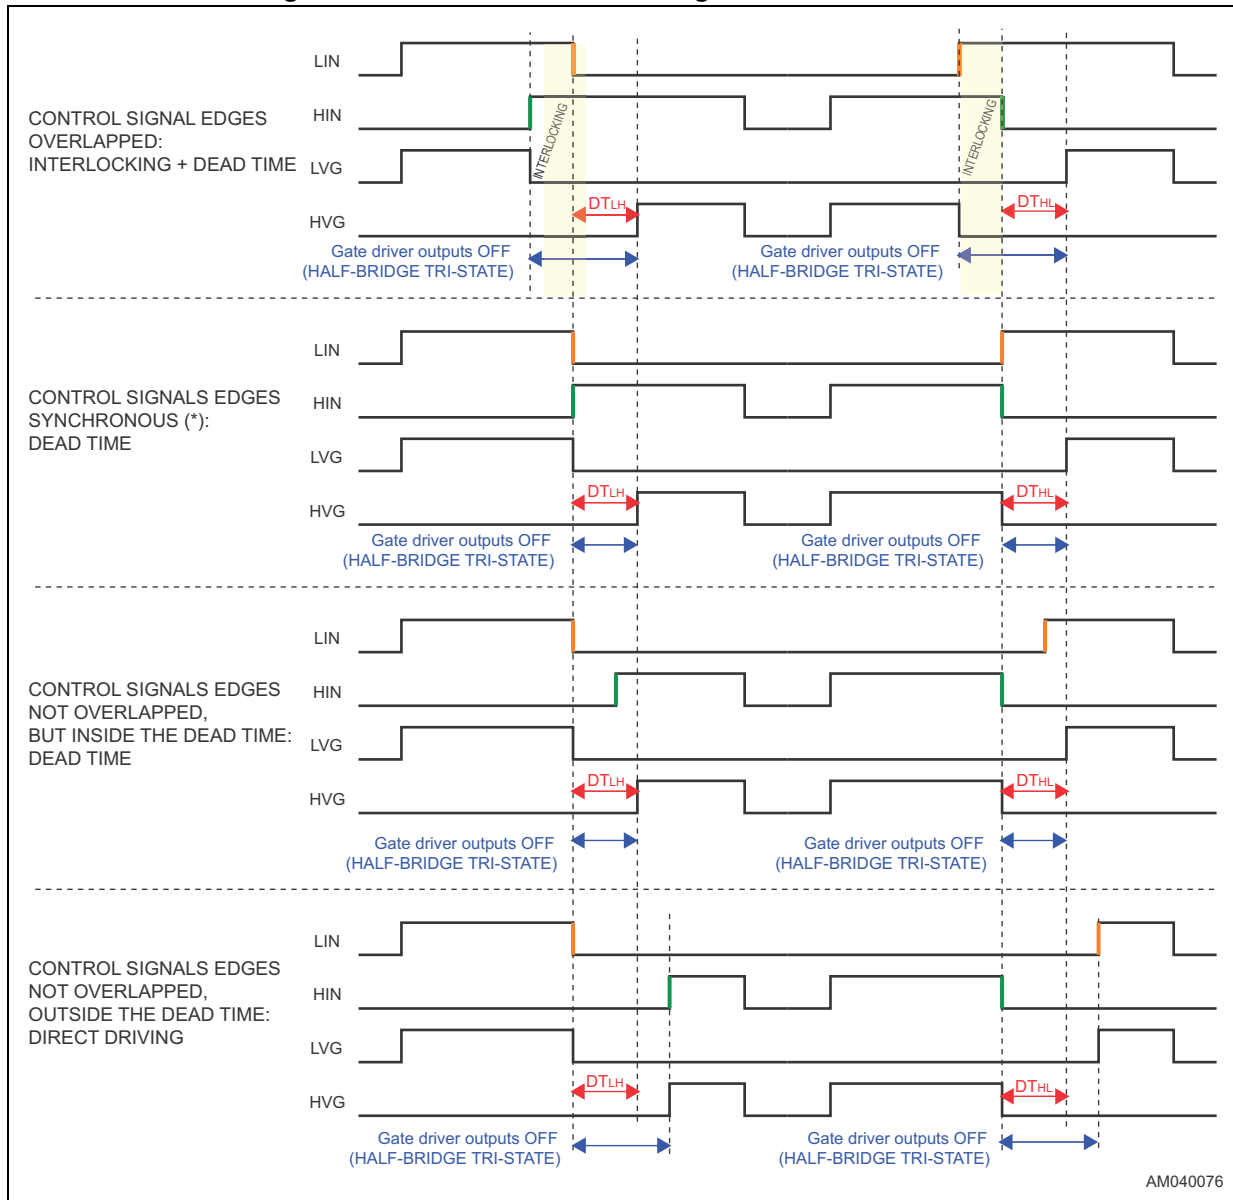 CONTROL SIGNAL EDGES
OVERLAPPED:
INTERLOCKING + DEAD TIME
LIN
HIN
LVG
HVG
INTERLOCKING
INTERLOCKING
DTLH
DTHL
Gate driver outputs OFF
(HALF-BRIDGE TRI-STATE)
Gate driver outputs OFF
(HALF-BRIDGE TRI-STATE)
CONTROL SIGNALS EDGES
SYNCHRONOUS (*):
DEAD TIME
LIN
HIN
LVG
HVG
DTLH
DTHL
Gate driver outputs OFF
(HALF-BRIDGE TRI-STATE)
Gate driver outputs OFF
(HALF-BRIDGE TRI-STATE)
CONTROL SIGNALS EDGES
NOT OVERLAPPED,
BUT INSIDE THE DEAD TIME:
DEAD TIME
LIN
HIN
LVG
HVG
DTLH
DTHL
Gate driver outputs OFF
(HALF-BRIDGE TRI-STATE)
Gate driver outputs OFF
(HALF-BRIDGE TRI-STATE)
CONTROL SIGNALS EDGES
NOT OVERLAPPED,
OUTSIDE THE DEAD TIME:
DIRECT DRIVING
LIN
HIN
LVG
HVG
DTLH
DTHL
Gate driver outputs OFF
(HALF-BRIDGE TRI-STATE)
Gate driver outputs OFF
(HALF-BRIDGE TRI-STATE)
AM040076